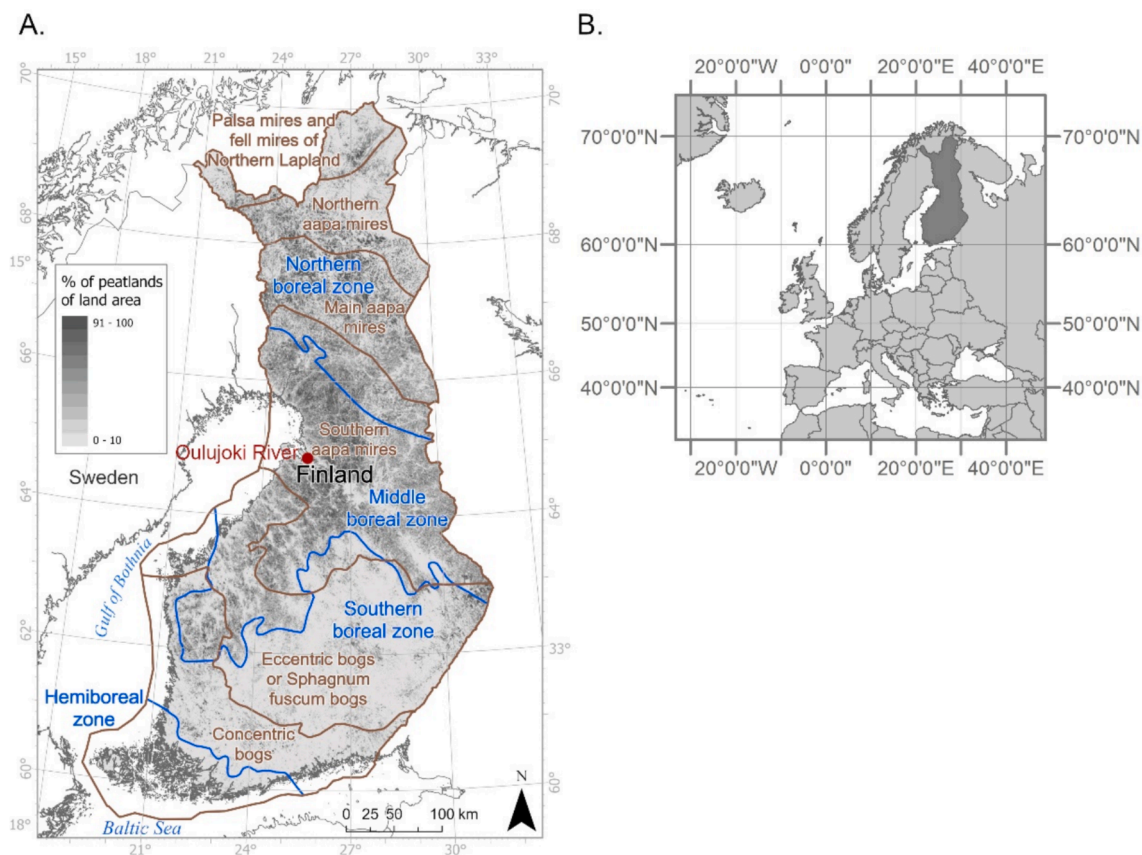 A.
15° 18° 21° 24° 27° 30° 33°
70°
70°
Palsa mires and
fell mires of
Northern Lapland
Northern
aapa mires
68°
68°
15°
Northern
boreal zone
Main aapa
mires
% of peatlands
of land area
91 - 100
0 - 10
66°
66°
Southern
aapa mires
Oulujoki River
Finland
Sweden
Middle
boreal zone
64°
64°
Gulf of Bothnia
Southern
boreal zone
62°
33°
Eccentric bogs
or Sphagnum
fuscum bogs
Hemiboreal
zone
Concentric
bogs
60°
60°
N
0 25 50 100 km
Baltic Sea
18°
21° 24° 27° 30°
B.
20°0'0"W 0°0'0" 20°0'0"E 40°0'0"E
70°0'0"N 70°0'0"N
60°0'0"N 60°0'0"N
50°0'0"N 50°0'0"N
40°0'0"N 40°0'0"N
20°0'0"W 0°0'0" 20°0'0"E 40°0'0"E